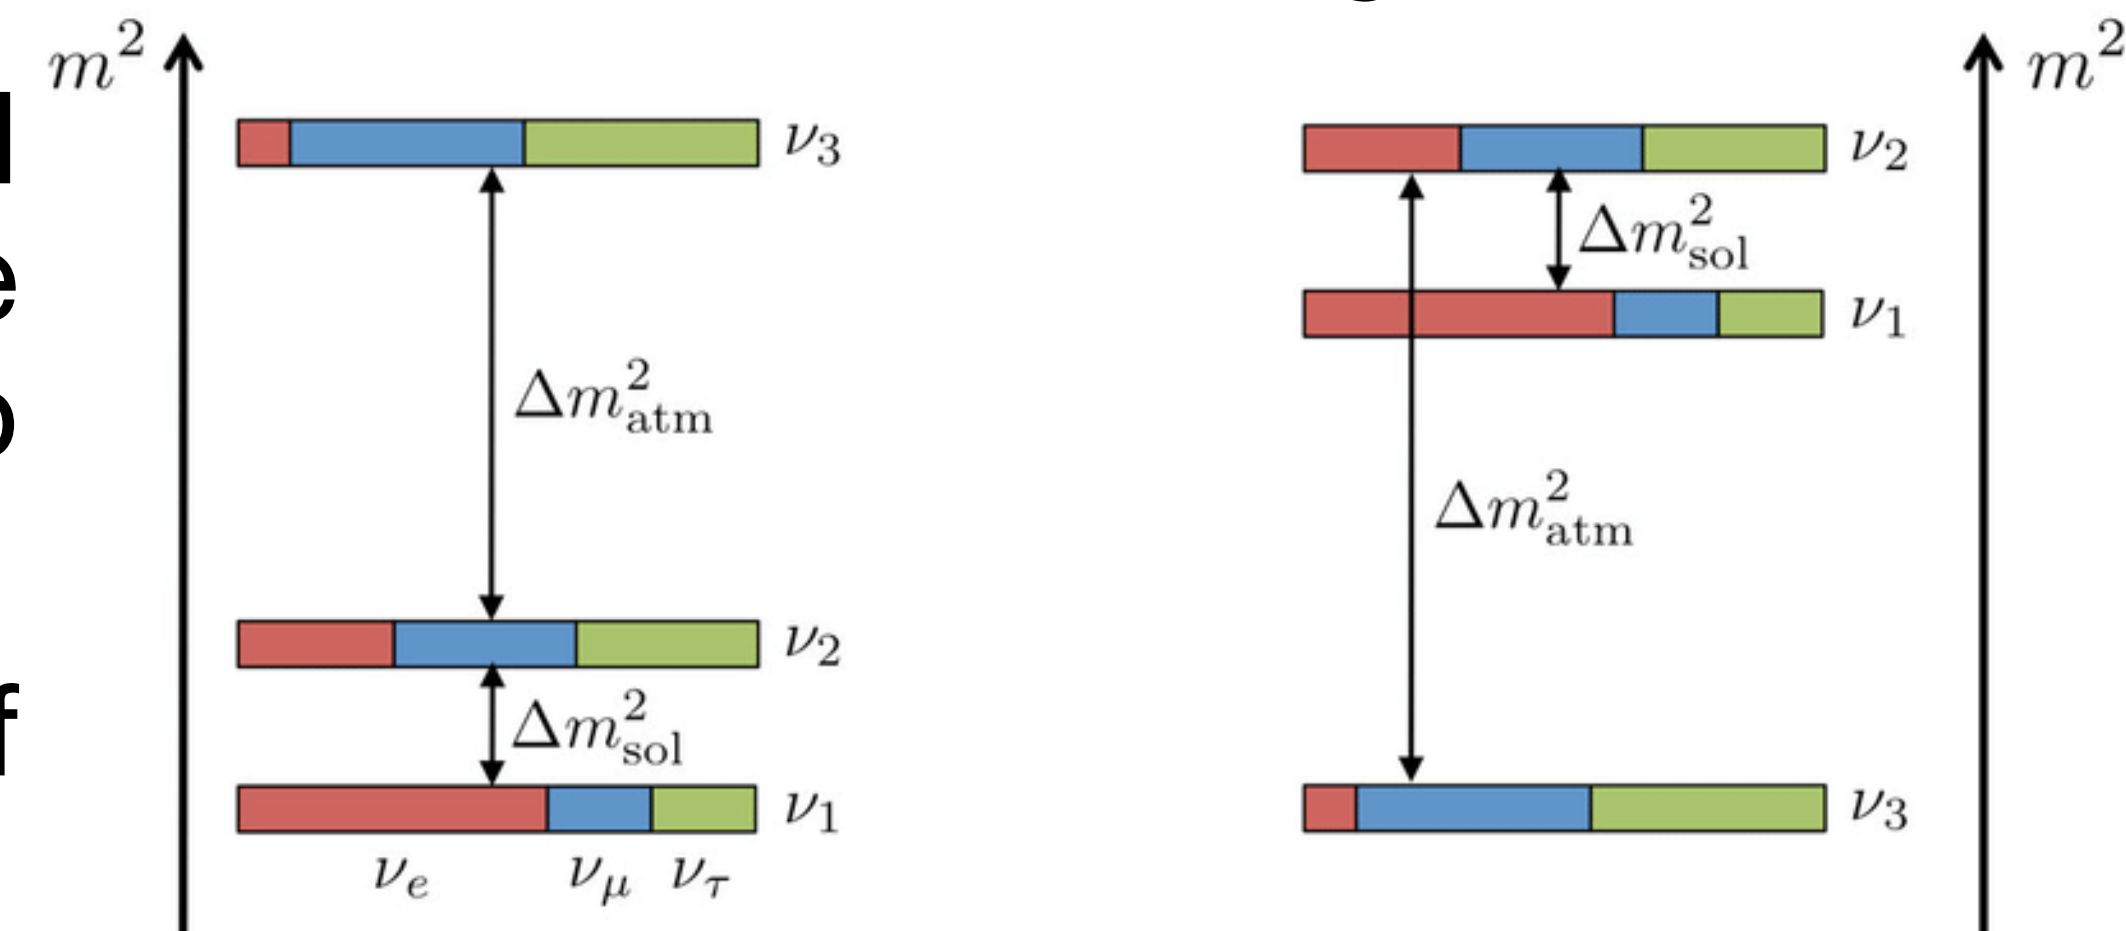 m²
ν₃
Δm²atm
ν₂
Δm²sol
ν₁
νe νμ ντ
m²
ν₂
Δm²sol
ν₁
Δm²atm
ν₃